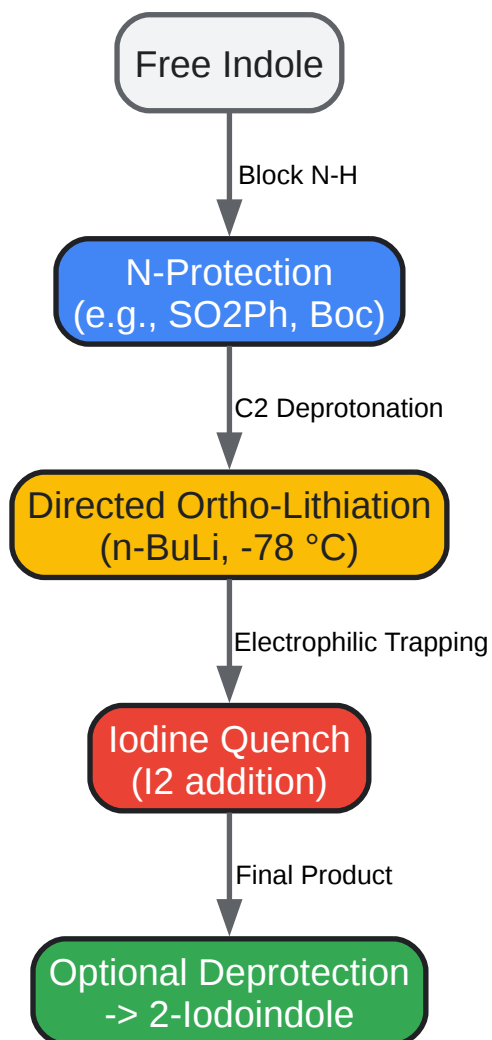 Free Indole
Block N-H
N-Protection
(e.g., SO2Ph, Boc)
C2 Deprotonation
Directed Ortho-Lithiation
(n-BuLi, -78 °C)
Electrophilic Trapping
Iodine Quench
(I2 addition)
Final Product
Optional Deprotection
-> 2-Iodoindole